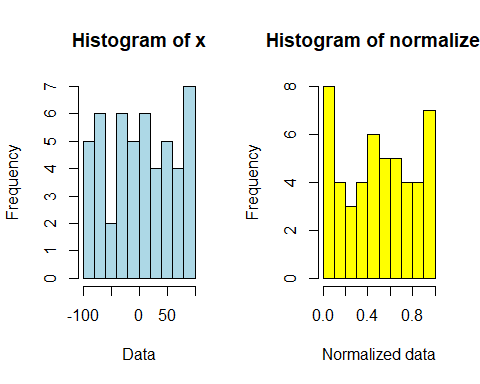 Histogram of x
Frequency
0 1 2 3 4 5 6 7
-100 0 50
Data
Histogram of normalize
Frequency
0 2 4 6 8
0.0 0.4 0.8
Normalized data